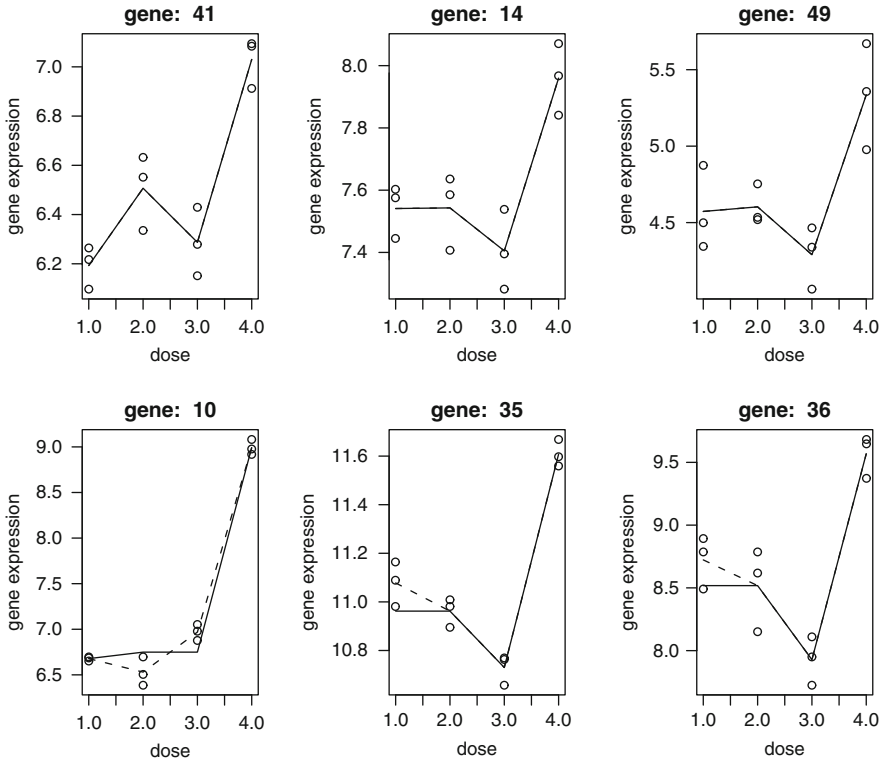 gene: 41
gene expression
7.0
6.8
6.6
6.4
6.2
1.0 2.0 3.0 4.0
dose
gene: 14
gene expression
8.0
7.8
7.6
7.4
1.0 2.0 3.0 4.0
dose
gene: 49
gene expression
5.5
5.0
4.5
1.0 2.0 3.0 4.0
dose
gene: 10
gene expression
9.0
8.5
8.0
7.5
7.0
6.5
1.0 2.0 3.0 4.0
dose
gene: 35
gene expression
11.6
11.4
11.2
11.0
10.8
1.0 2.0 3.0 4.0
dose
gene: 36
gene expression
9.5
9.0
8.5
8.0
1.0 2.0 3.0 4.0
dose